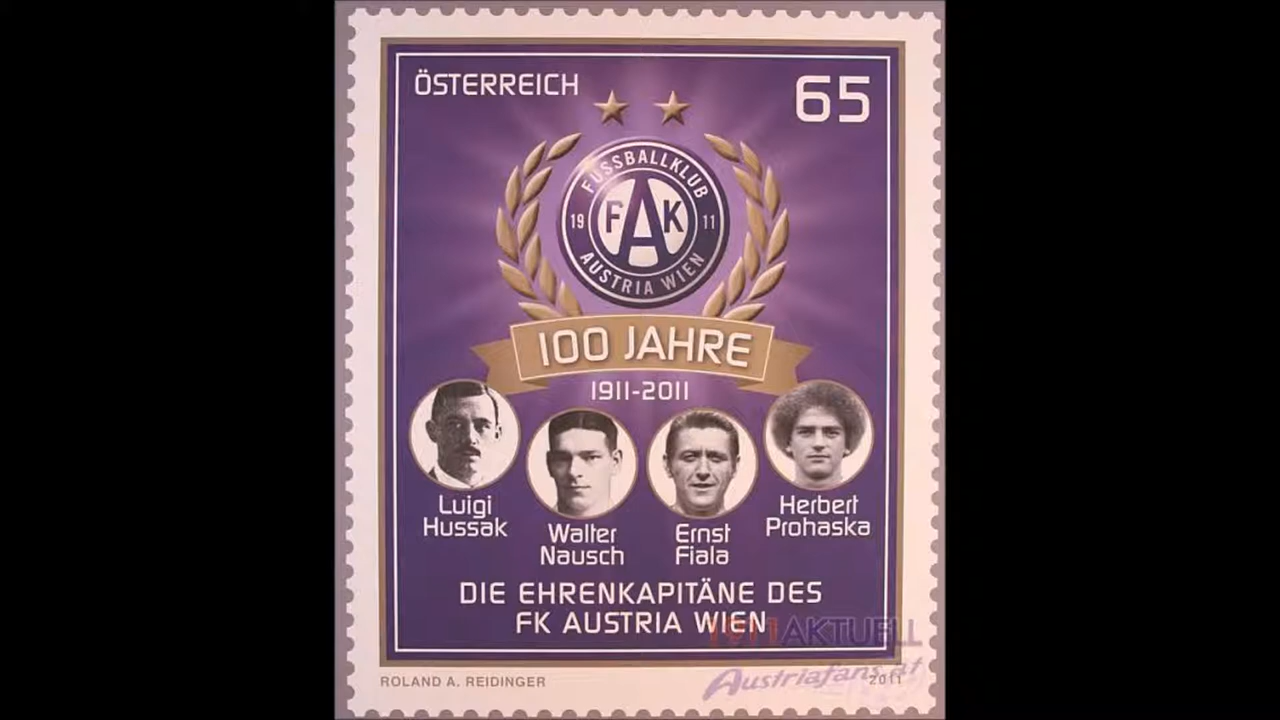 ÖSTERREICH
65
FUSSBALLKLUB
19 FAK 11
AUSTRIA WIEN
100 JAHRE
1911-2011
Luigi
Hussak
Walter
Nausch
Ernst
Fiala
Herbert
Prohaska
DIE EHRENKAPITÄNE DES
FK AUSTRIA WIEN
1911AKTUELL
Austriafans.at
ROLAND A. REIDINGER
2011